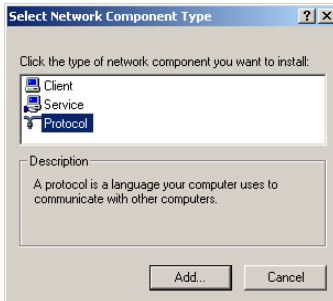 Select Network Component Type
Click the type of network component you want to install:
Client
Service
Protocol
Description
A protocol is a language your computer uses to
communicate with other computers.
Add...
Cancel